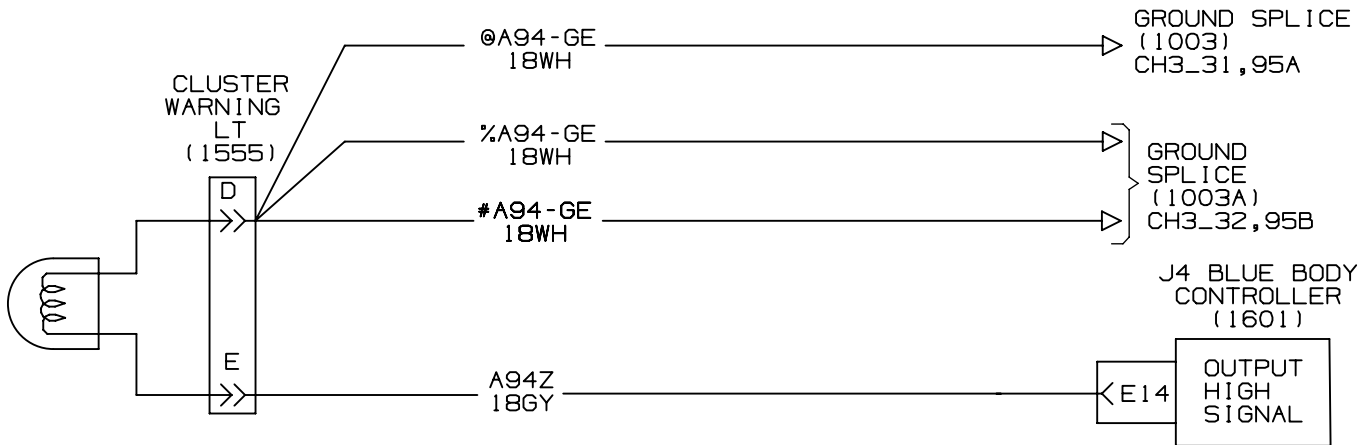 @A94-GE
18WH
GROUND SPLICE
(1003)
CH3_31,95A
CLUSTER
WARNING
LT
(1555)
%A94-GE
18WH
GROUND
SPLICE
(1003A)
CH3_32,95B
D
#A94-GE
18WH
J4 BLUE BODY
CONTROLLER
(1601)
E
A94Z
18GY
E14
OUTPUT
HIGH
SIGNAL